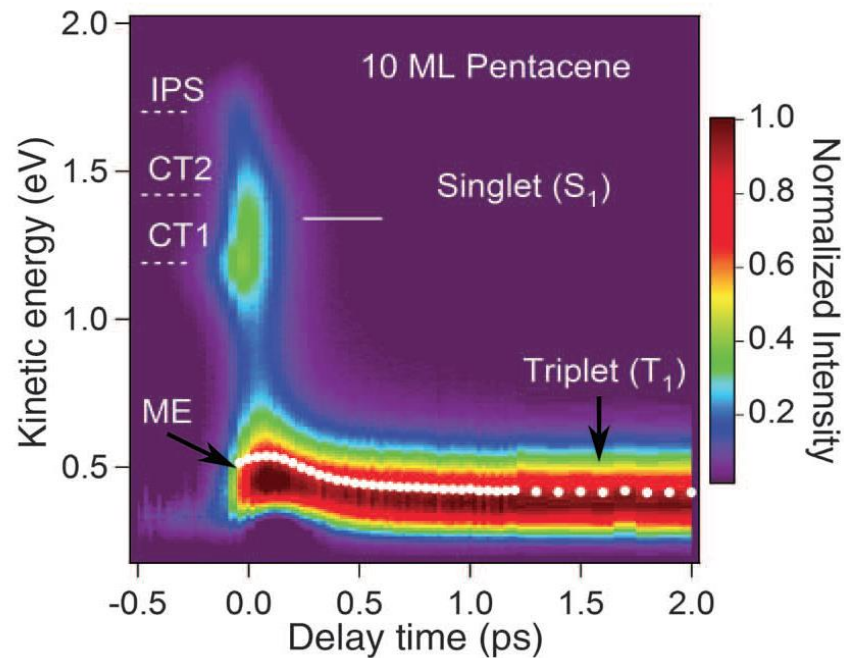 2.0
10 ML Pentacene
IPS
1.0
1.5
CT2
0.8
Singlet (S₁)
CT1
0.6
1.0
Triplet (T₁)
0.4
ME
0.2
0.5
-0.5
0.0
0.5
1.0
1.5
2.0
Delay time (ps)
Kinetic energy (eV)
Normalized Intensity